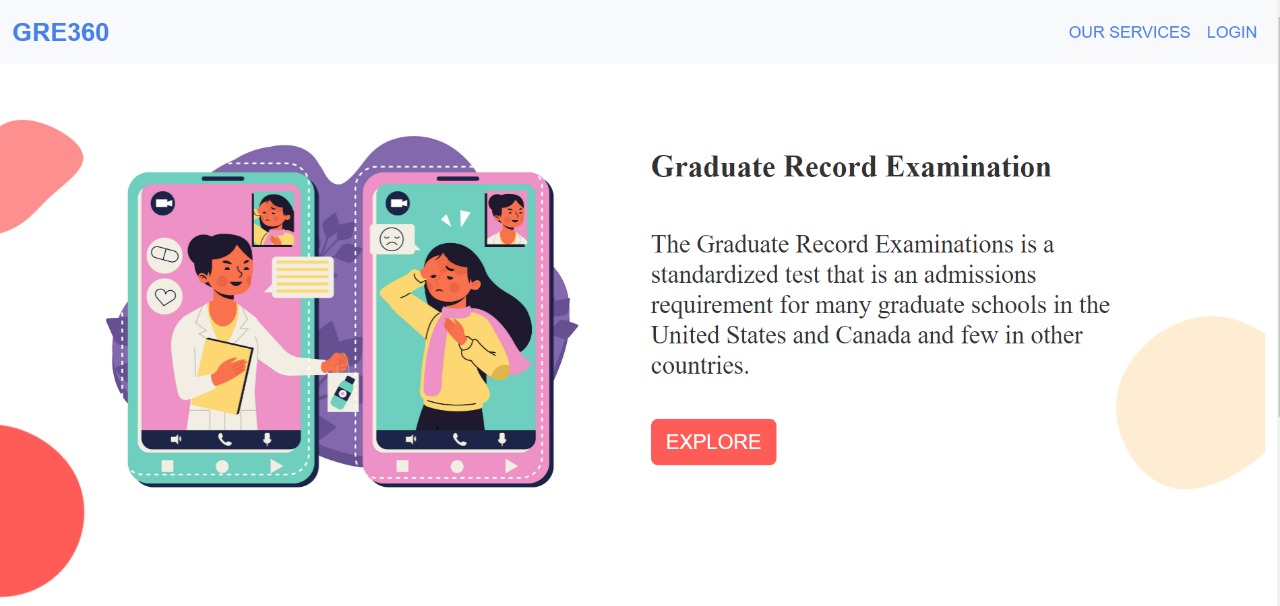 GRE360
OUR SERVICES LOGIN
Graduate Record Examination
The Graduate Record Examinations is a
standardized test that is an admissions
requirement for many graduate schools in the
United States and Canada and few in other
countries.
EXPLORE